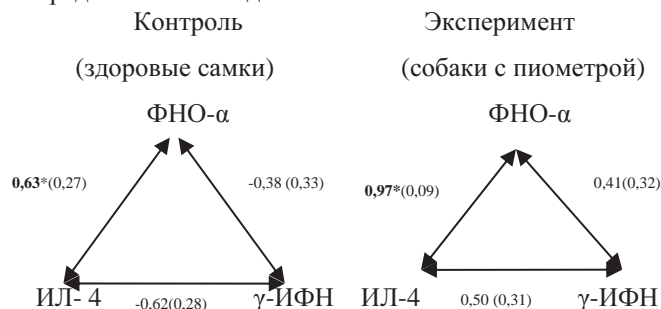 Контроль Эксперимент
(здоровые самки) (собаки с пиометрой)
ФНО-α ФНО-α
0,63*(0,27) -0,38 (0,33) 0,97*(0,09) 0,41(0,32)
ИЛ- 4 -0,62(0,28) γ-ИФН ИЛ-4 0,50 (0,31) γ-ИФН